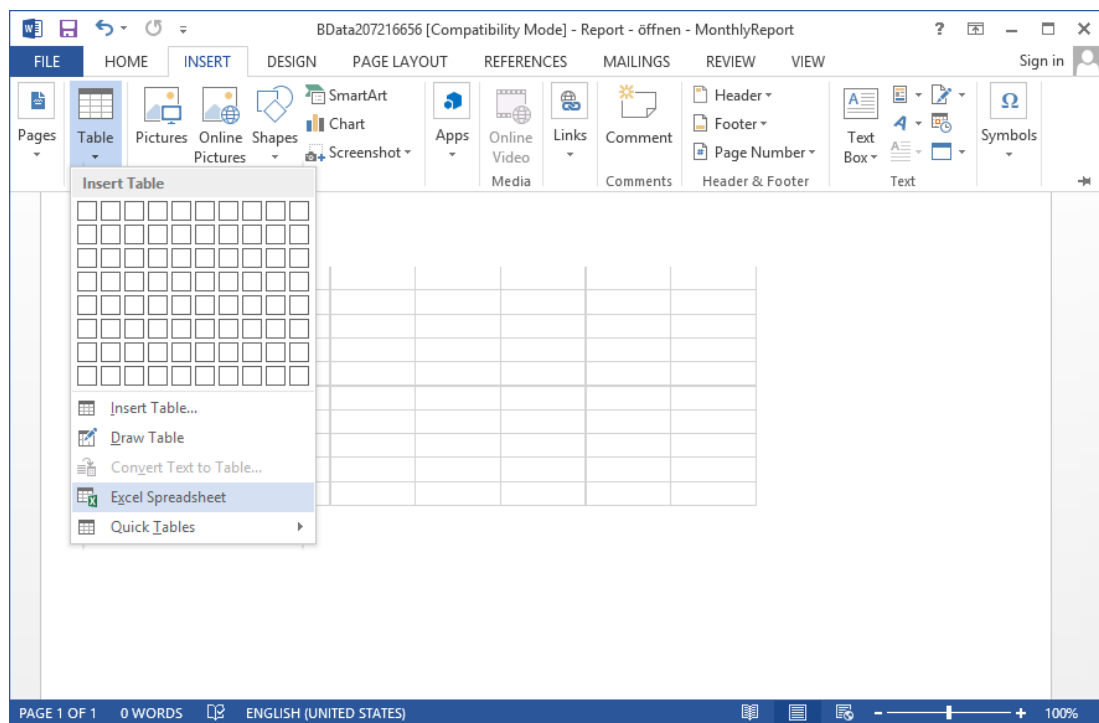 BData207216656 [Compatibility Mode] - Report - öffnen - MonthlyReport
FILE HOME INSERT DESIGN PAGE LAYOUT REFERENCES MAILINGS REVIEW VIEW Sign in
Pages
Table
Pictures
Online Pictures
Shapes
SmartArt
Chart
Screenshot
Apps
Online Video
Links
Comment
Header
Footer
Page Number
Text Box
Symbols
Media
Comments
Header & Footer
Text
Insert Table
Insert Table...
Draw Table
Convert Text to Table...
Excel Spreadsheet
Quick Tables
PAGE 1 OF 1 0 WORDS ENGLISH (UNITED STATES) 100%